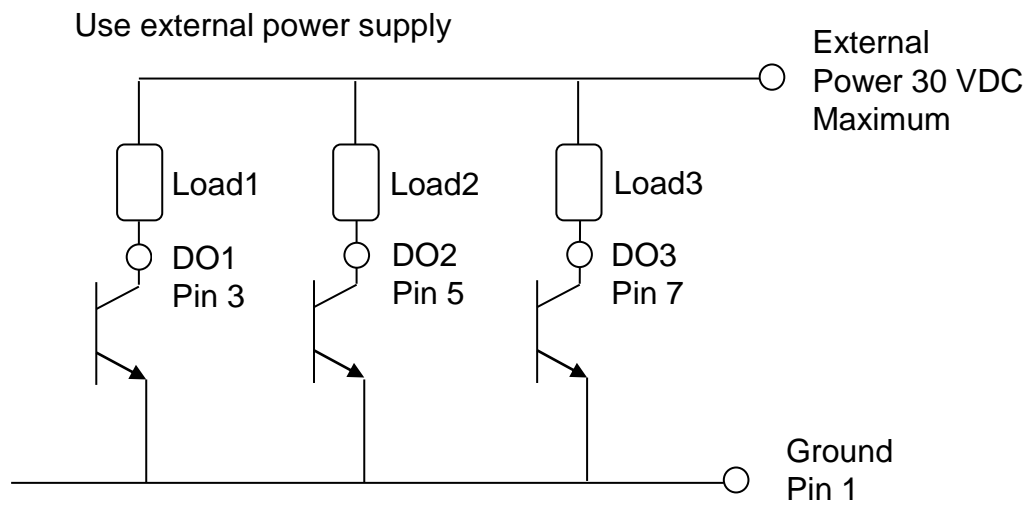 Use external power supply
External
Power 30 VDC
Maximum
Load1
Load2
Load3
DO1
Pin 3
DO2
Pin 5
DO3
Pin 7
Ground
Pin 1